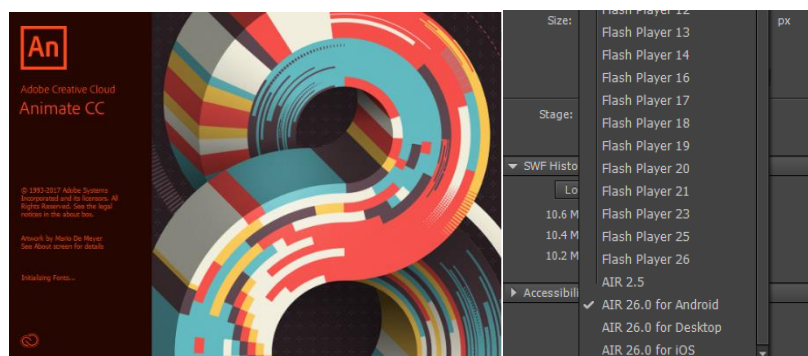 An
Adobe Creative Cloud
Animate CC
© 1993-2017 Adobe Systems
Incorporated and its licensors. All
Rights Reserved. See the legal
notices in the about box.
Artwork by Mario De Meyer
See About screen for details
Initializing Fonts...
Size:
px
Stage:
SWF Histo
Lo
10.6 M
10.4 M
10.2 M
Accessibili
Flash Player 12
Flash Player 13
Flash Player 14
Flash Player 16
Flash Player 17
Flash Player 18
Flash Player 19
Flash Player 20
Flash Player 21
Flash Player 23
Flash Player 25
Flash Player 26
AIR 2.5
AIR 26.0 for Android
AIR 26.0 for Desktop
AIR 26.0 for iOS